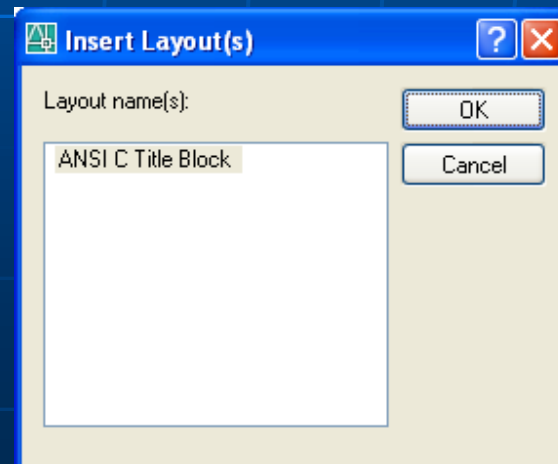 Insert Layout(s)
Layout name(s):
OK
ANSI C Title Block
Cancel